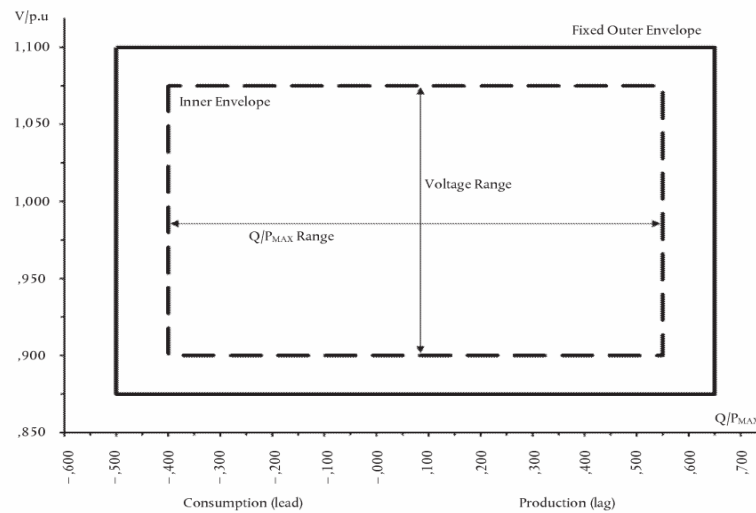 V/p.u
Fixed Outer Envelope
1,100
Inner Envelope
1,050
Voltage Range
1,000
Q/PMAX Range
,950
,900
,850
Q/PMAX
-,600
-,500
-,400
-,300
-,200
-,100
-,000
,100
,200
,300
,400
,500
,600
,700
Consumption (lead)
Production (lag)